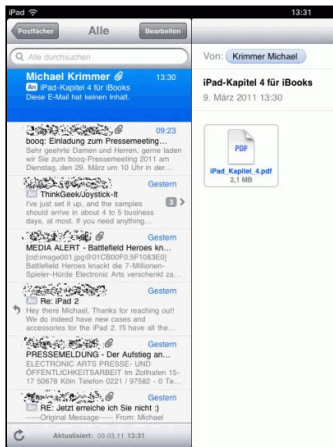 iPad
13:31
Postfächer
Alle
Bearbeiten
Alle durchsuchen
Michael Krimmer
13:30
An iPad-Kapitel 4 für iBooks
Diese E-Mail hat keinen Inhalt.
09:23
booq: Einladung zum Pressemeeting...
Sehr geehrte Damen und Herren, gerne laden
wir Sie zum booq-Pressemeeting 2011 am
Dienstag, den 29. März um 10 Uhr in der...
Gestern
An ThinkGeek/Joystick-It
I've just set it up, and the samples
should arrive in about 4 to 5 business
days, at most. If you need anything...
3
Gestern
MEDIA ALERT - Battlefield Heroes kn...
[cid:image001.jpg@01CB00F0.5F1083E0]
Battlefield Heroes knackt die 7-Millionen-
Spieler-Hürde Electronic Arts verschenkt za...
Gestern
An Re: iPad 2
Hey there Michael, Thanks for reaching out!
We do indeed have new cases and
accessories for the iPad 2. I'll have all the...
Gestern
PRESSEMELDUNG - Der Aufstieg an...
ELECTRONIC ARTS PRESSE- UND
ÖFFENTLICHKEITSARBEIT Im Zollhafen 15-
17 50678 Köln Telefon 0221 / 97582 - 0 Te...
Gestern
An RE: Jetzt erreiche ich Sie nicht :)
-----Original Message----- From: Michael
Aktualisiert: 09.03.11 13:31
Von: Krimmer Michael
iPad-Kapitel 4 für iBooks
9. März 2011 13:30
PDF
iPad_Kapitel_4.pdf
2,1 MB